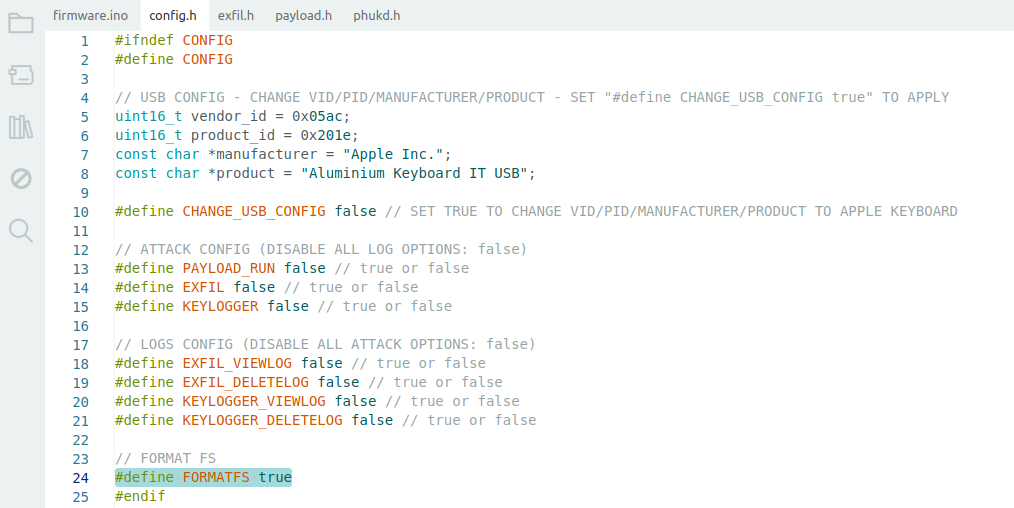 firmware.ino config.h exfil.h payload.h phukd.h
1 #ifndef CONFIG
2 #define CONFIG
3
4 // USB CONFIG - CHANGE VID/PID/MANUFACTURER/PRODUCT - SET "#define CHANGE_USB_CONFIG true" TO APPLY
5 uint16_t vendor_id = 0x05ac;
6 uint16_t product_id = 0x201e;
7 const char *manufacturer = "Apple Inc.";
8 const char *product = "Aluminium Keyboard IT USB";
9
10 #define CHANGE_USB_CONFIG false // SET TRUE TO CHANGE VID/PID/MANUFACTURER/PRODUCT TO APPLE KEYBOARD
11
12 // ATTACK CONFIG (DISABLE ALL LOG OPTIONS: false)
13 #define PAYLOAD_RUN false // true or false
14 #define EXFIL false // true or false
15 #define KEYLOGGER false // true or false
16
17 // LOGS CONFIG (DISABLE ALL ATTACK OPTIONS: false)
18 #define EXFIL_VIEWLOG false // true or false
19 #define EXFIL_DELETELOG false // true or false
20 #define KEYLOGGER_VIEWLOG false // true or false
21 #define KEYLOGGER_DELETELOG false // true or false
22
23 // FORMAT FS
24 #define FORMATFS true
25 #endif